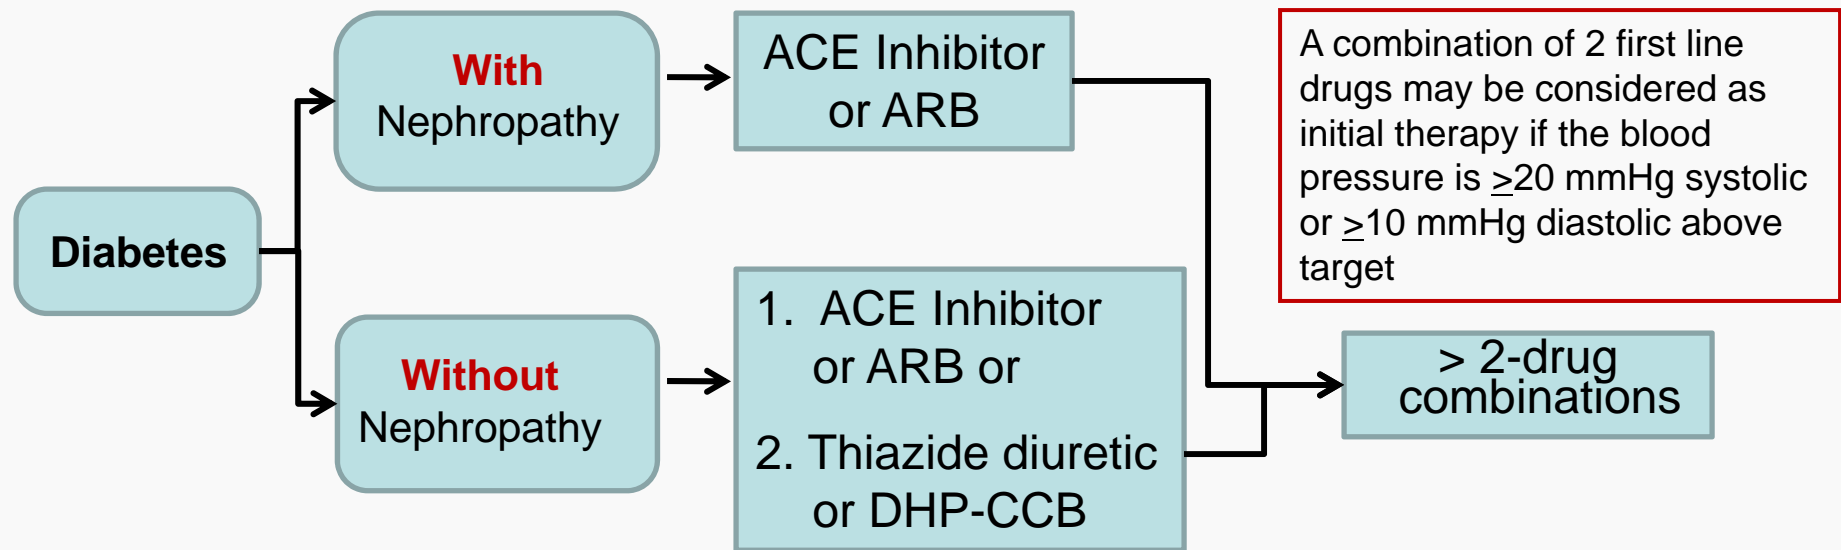 Diabetes
With
Nephropathy
ACE Inhibitor
or ARB
Without
Nephropathy
1. ACE Inhibitor
or ARB or
2. Thiazide diuretic
or DHP-CCB
A combination of 2 first line
drugs may be considered as
initial therapy if the blood
pressure is >20 mmHg systolic
or >10 mmHg diastolic above
target
> 2-drug
combinations